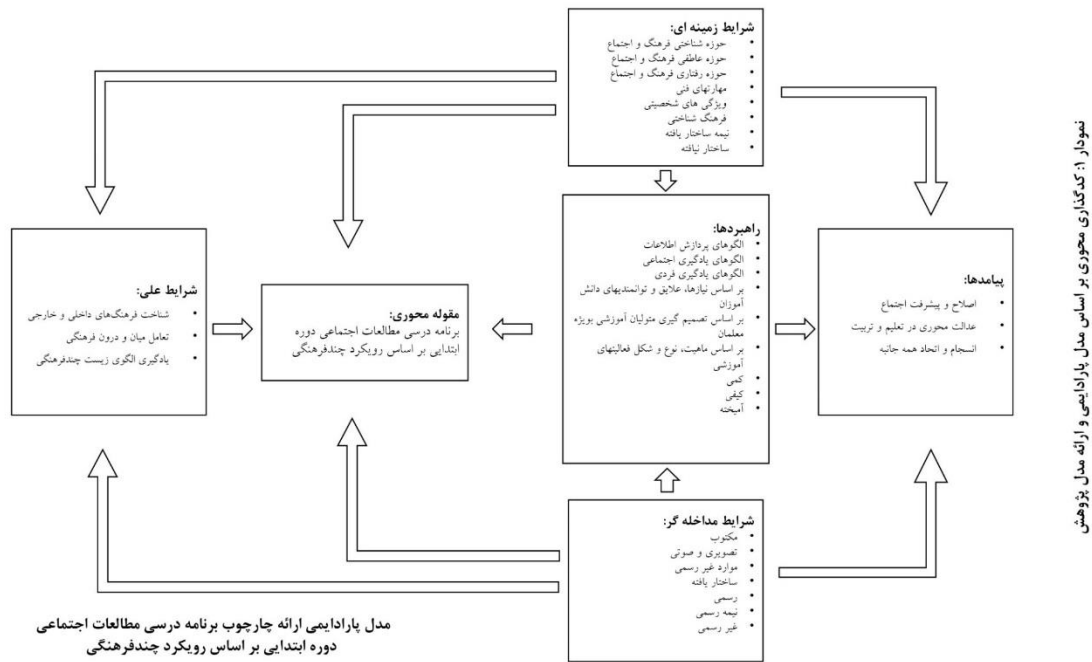 شرایط زمینه ای:
حوزه شناختی فرهنگ و اجتماع
حوزه عاطفی فرهنگ و اجتماع
حوزه رفتاری فرهنگ و اجتماع
مهارتهای فنی
ویژگی های شخصیتی
فرهنگ شناختی
نیمه ساختار یافته
ساختار نیافته
شرایط علی:
شناخت فرهنگ‌های داخلی و خارجی
تعامل میان و درون فرهنگی
یادگیری الگوی زیست چندفرهنگی
مقوله محوری:
برنامه درسی مطالعات اجتماعی دوره
ابتدایی بر اساس رویکرد چندفرهنگی
راهبردها:
الگوهای پردازش اطلاعات
الگوهای یادگیری اجتماعی
الگوهای یادگیری فردی
بر اساس نیازها، علایق و توانمندیهای دانش
آموزان
بر اساس تصمیم گیری متولیان آموزشی بویژه
معلمان
بر اساس ماهیت، نوع و شکل فعالیتهای
آموزشی
کمی
کیفی
آمیخته
پیامدها:
اصلاح و پیشرفت اجتماع
عدالت محوری در تعلیم و تربیت
انسجام و اتحاد همه جانبه
شرایط مداخله گر:
مکتوب
تصویری و صوتی
موارد غیر رسمی
ساختار یافته
رسمی
نیمه رسمی
غیر رسمی
مدل پارادایمی ارائه چارچوب برنامه درسی مطالعات اجتماعی
دوره ابتدایی بر اساس رویکرد چندفرهنگی
نمودار ۱: کدگذاری محوری بر اساس مدل پارادایمی و ارائه مدل پژوهش